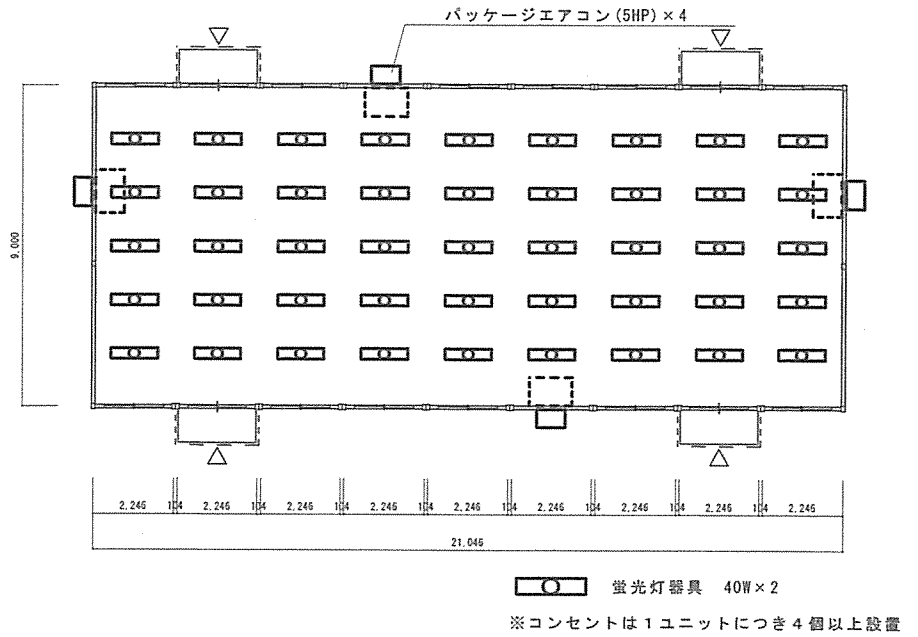 パッケージエアコン(5HP)×4
9,000
2,246 104 2,246 104 2,246 104 2,246 104 2,246 104 2,246 104 2,246 104 2,246 104 2,246
21,046
蛍光灯器具 40W×2
※コンセントは1ユニットにつき4個以上設置